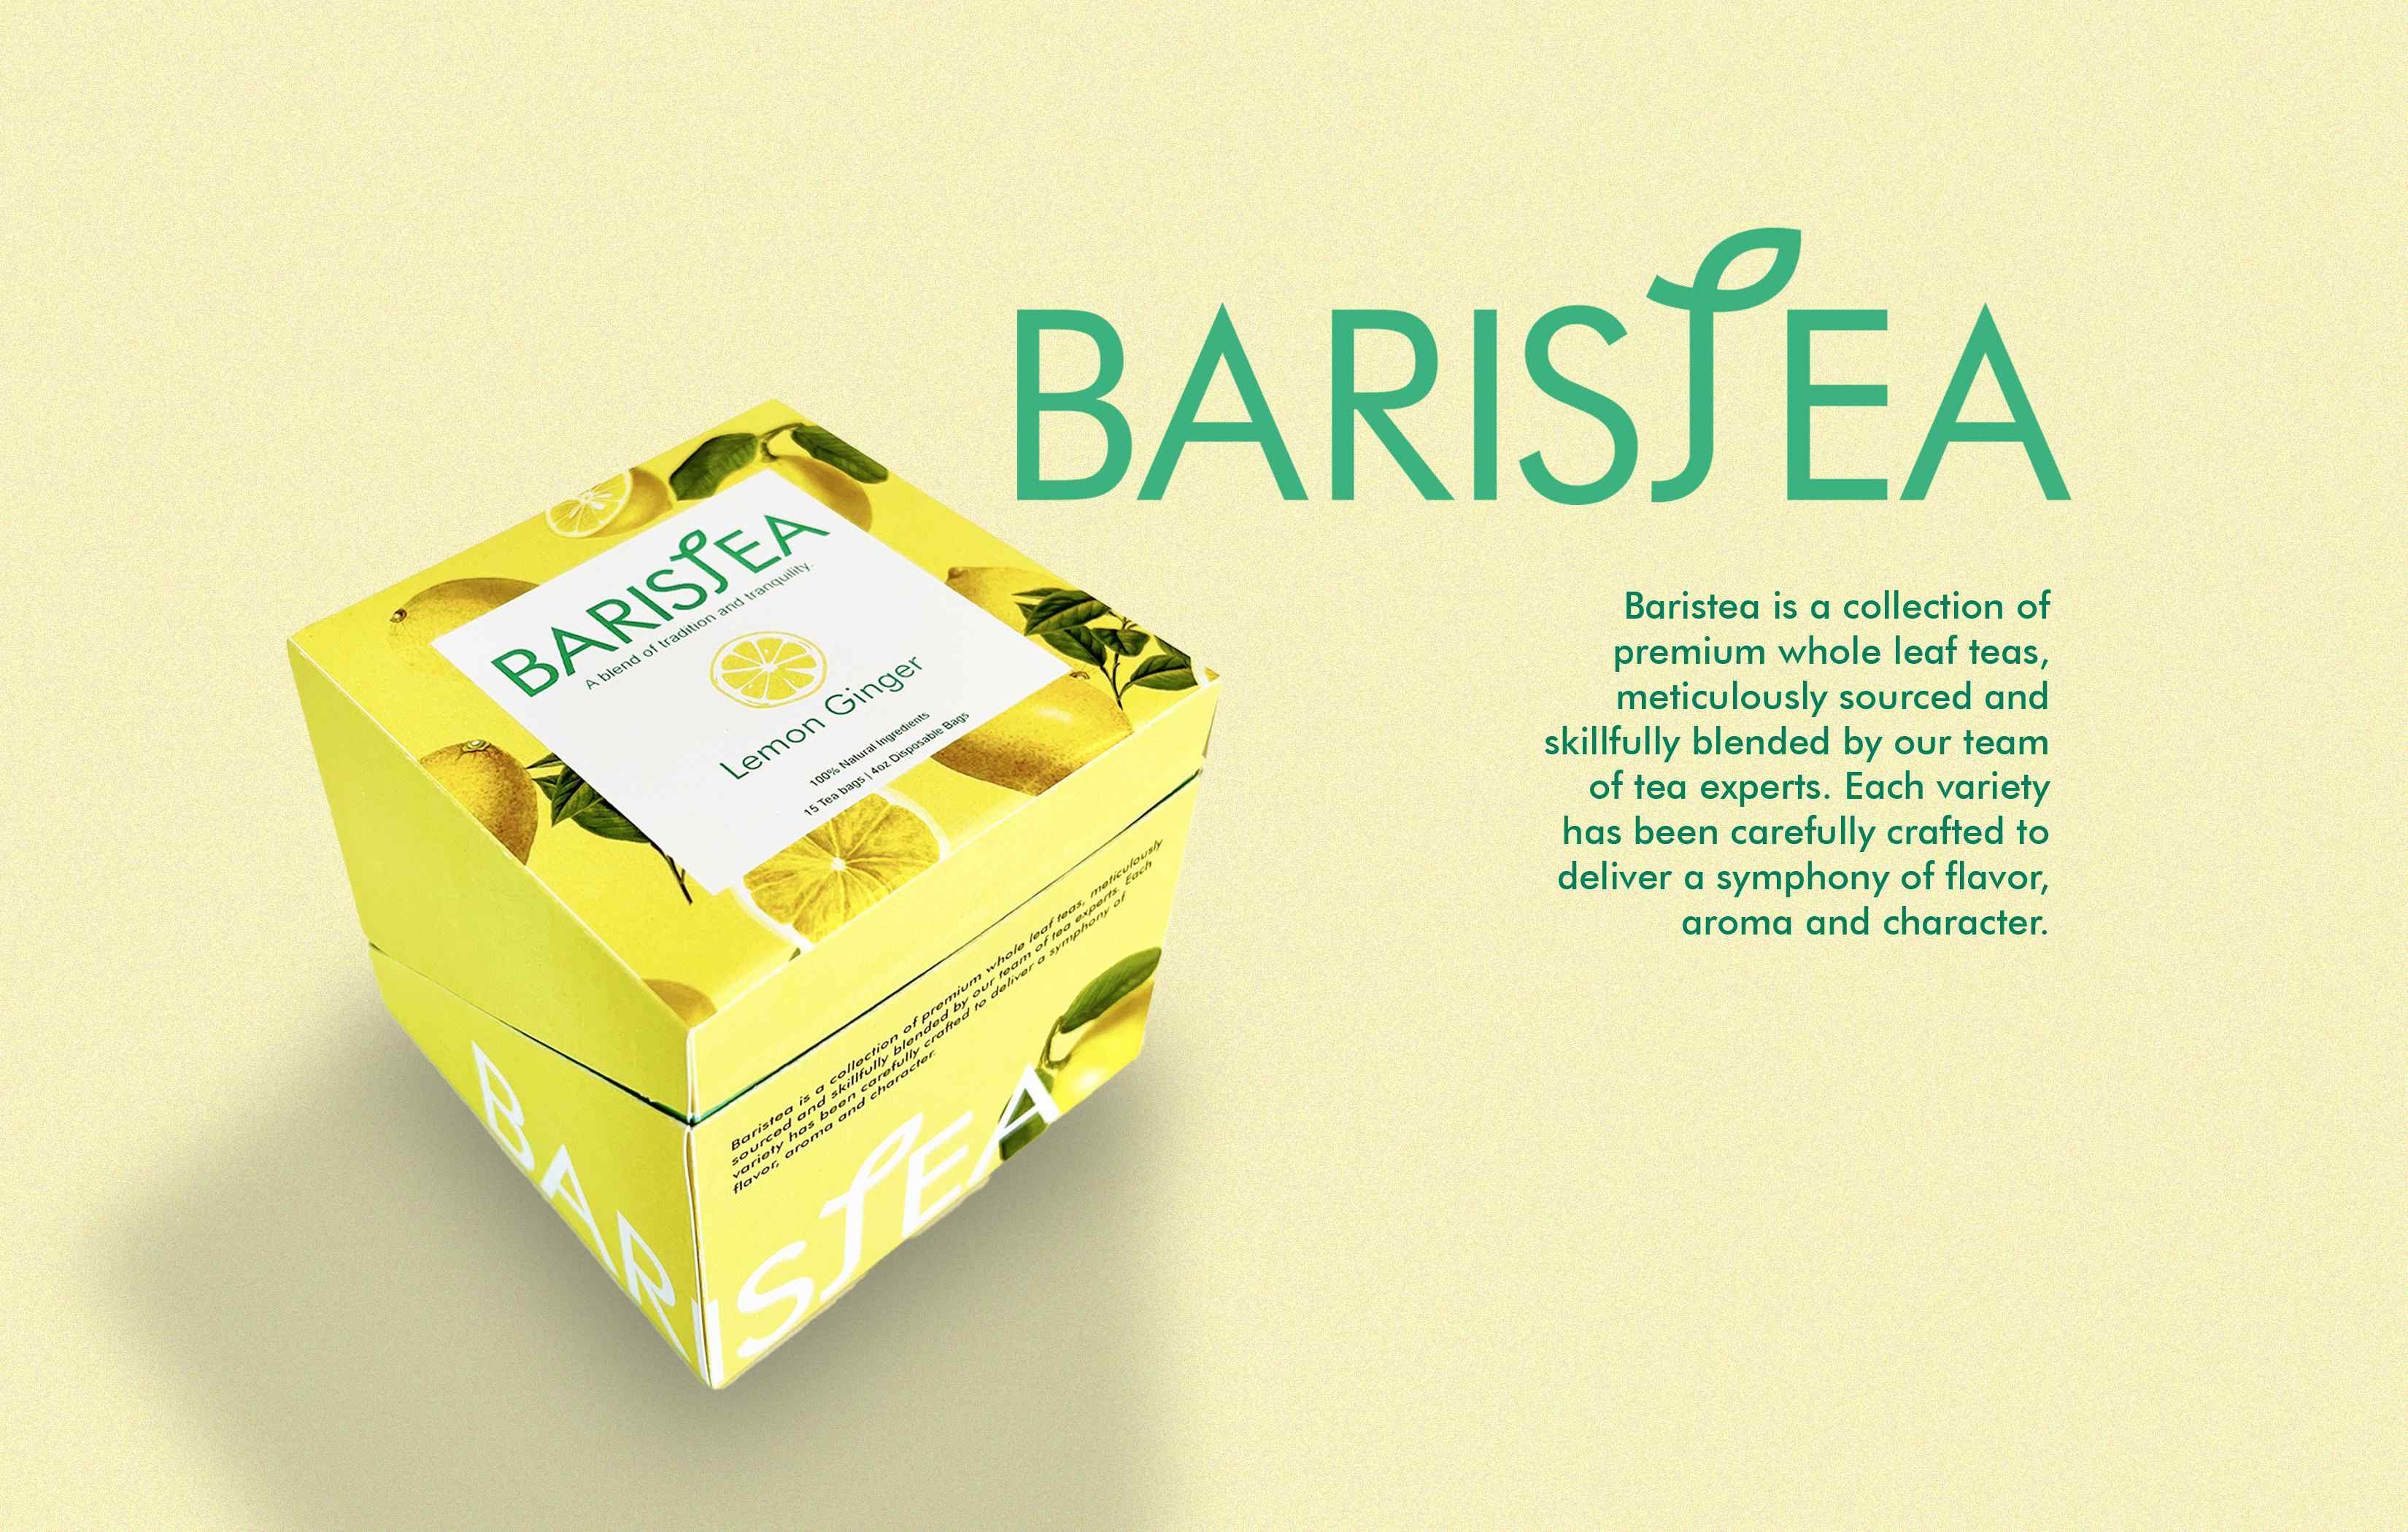 BARISTEA
Baristea is a collection of
premium whole leaf teas,
meticulously sourced and
skillfully blended by our team
of tea experts. Each variety
has been carefully crafted to
deliver a symphony of flavor,
aroma and character.
BARISTEA
A blend of tradition and tranquility.
Lemon Ginger
100% Natural Ingredients
15 Tea bags | 4oz Disposable Bags
Baristea is a collection of premium whole leaf teas, meticulously
sourced and skillfully blended by our team of tea experts. Each
variety has been carefully crafted to deliver a symphony of
flavor, aroma and character.
BARISTEA